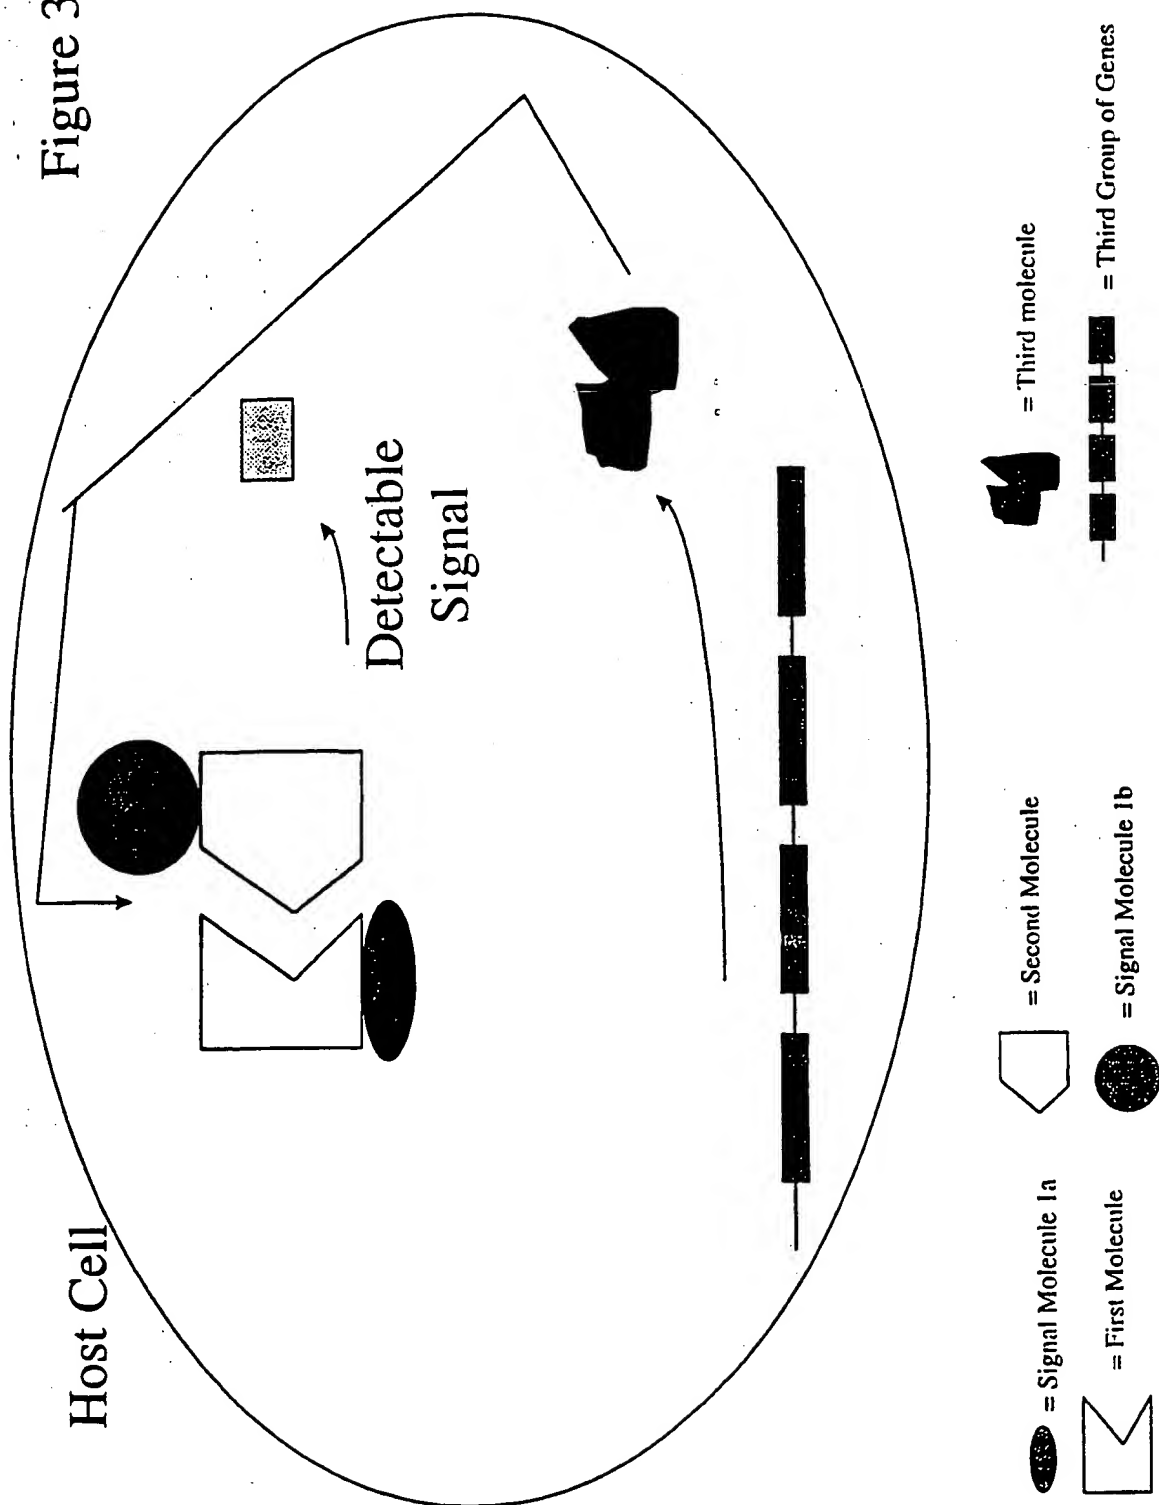 Figure 3
Host Cell
Detectable
Signal
= Signal Molecule 1a
= Second Molecule
= Third molecule
= First Molecule
= Signal Molecule 1b
= Third Group of Genes